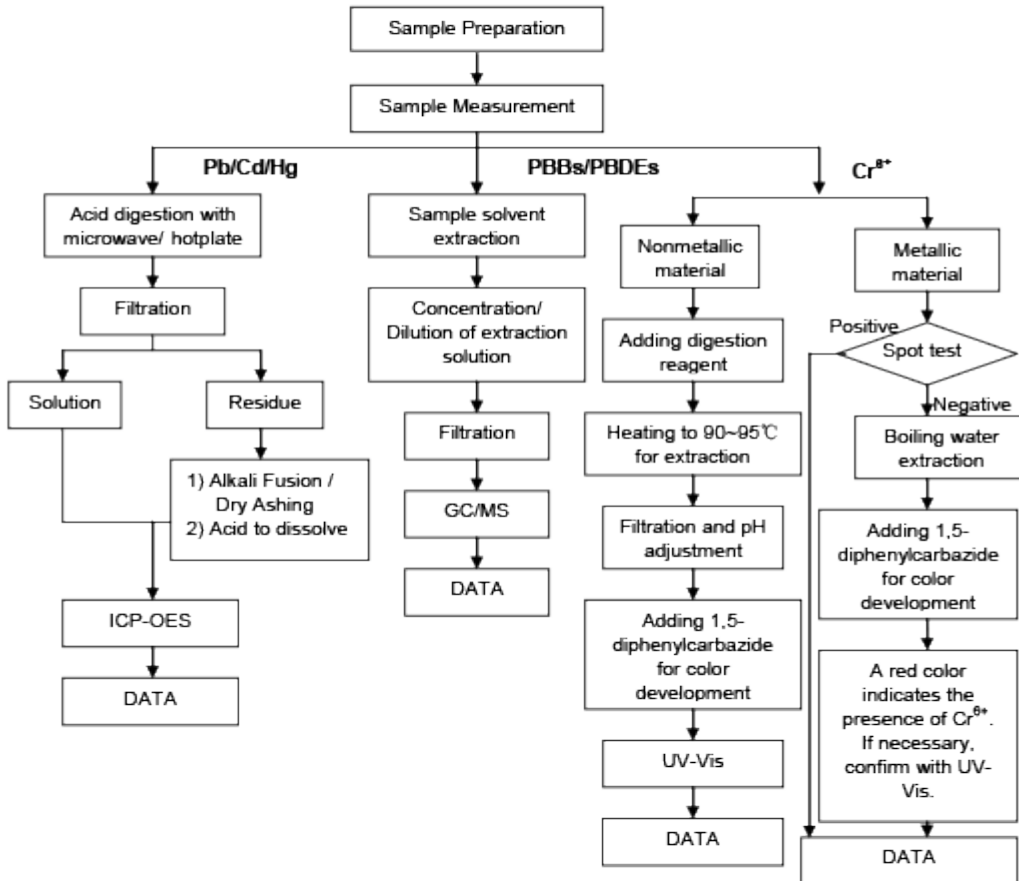 Sample Preparation
Sample Measurement
Pb/Cd/Hg
PBBs/PBDEs
Cr⁶⁺
Acid digestion with
microwave/ hotplate
Filtration
Solution
Residue
1) Alkali Fusion /
Dry Ashing
2) Acid to dissolve
ICP-OES
DATA
Sample solvent
extraction
Concentration/
Dilution of extraction
solution
Filtration
GC/MS
DATA
Nonmetallic
material
Adding digestion
reagent
Heating to 90~95℃
for extraction
Filtration and pH
adjustment
Adding 1,5-
diphenylcarbazide
for color
development
UV-Vis
DATA
Metallic
material
Positive
Spot test
Negative
Boiling water
extraction
Adding 1,5-
diphenylcarbazide
for color
development
A red color
indicates the
presence of Cr⁶⁺.
If necessary,
confirm with UV-
Vis.
DATA